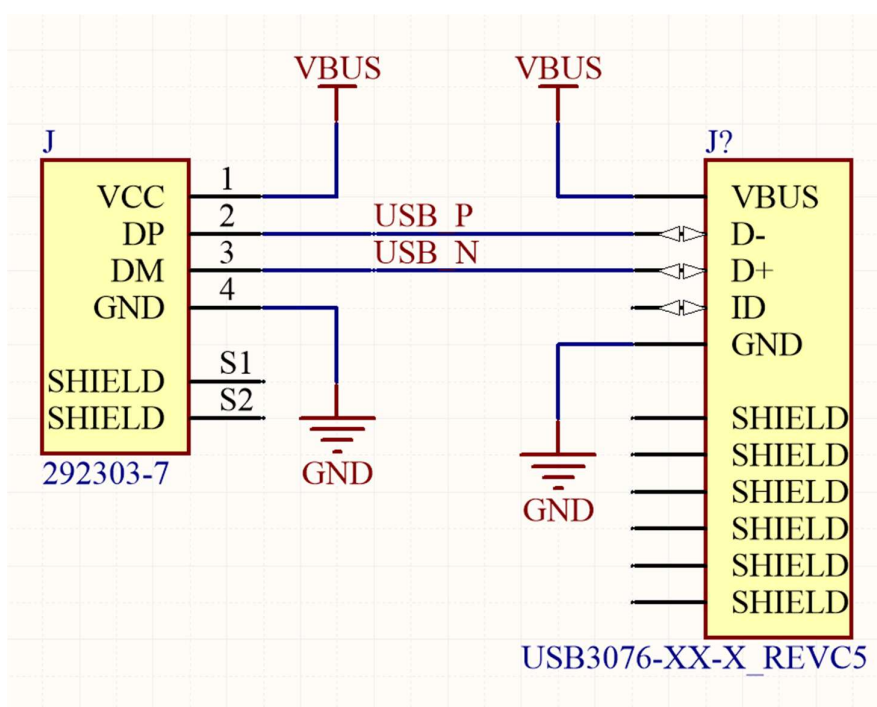 VBUS
VBUS
J
J?
VCC
1
DP
2
DM
3
GND
4
SHIELD
S1
SHIELD
S2
292303-7
USB_P
USB_N
GND
GND
VBUS
D-
D+
ID
GND
SHIELD
SHIELD
SHIELD
SHIELD
SHIELD
SHIELD
USB3076-XX-X_REVC5